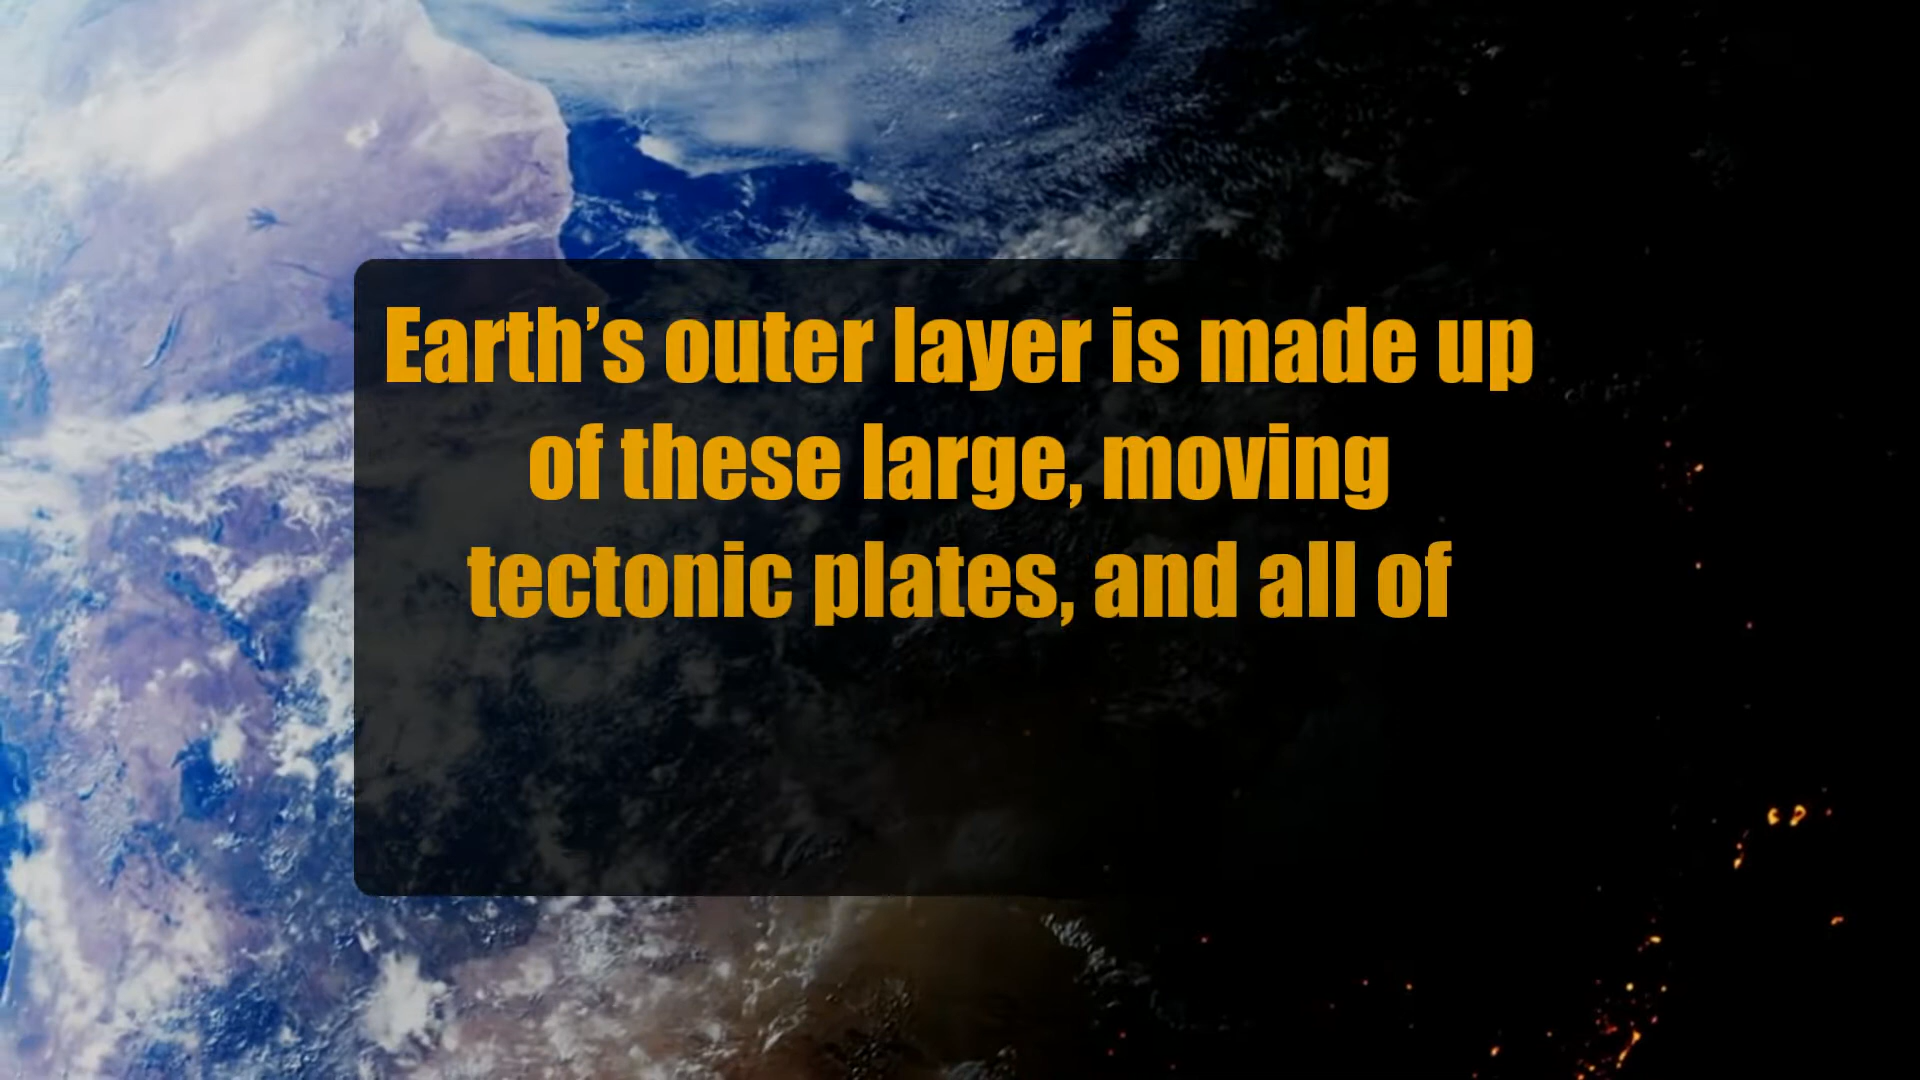 Earth’s outer layer is made up
of these large, moving
tectonic plates, and all of